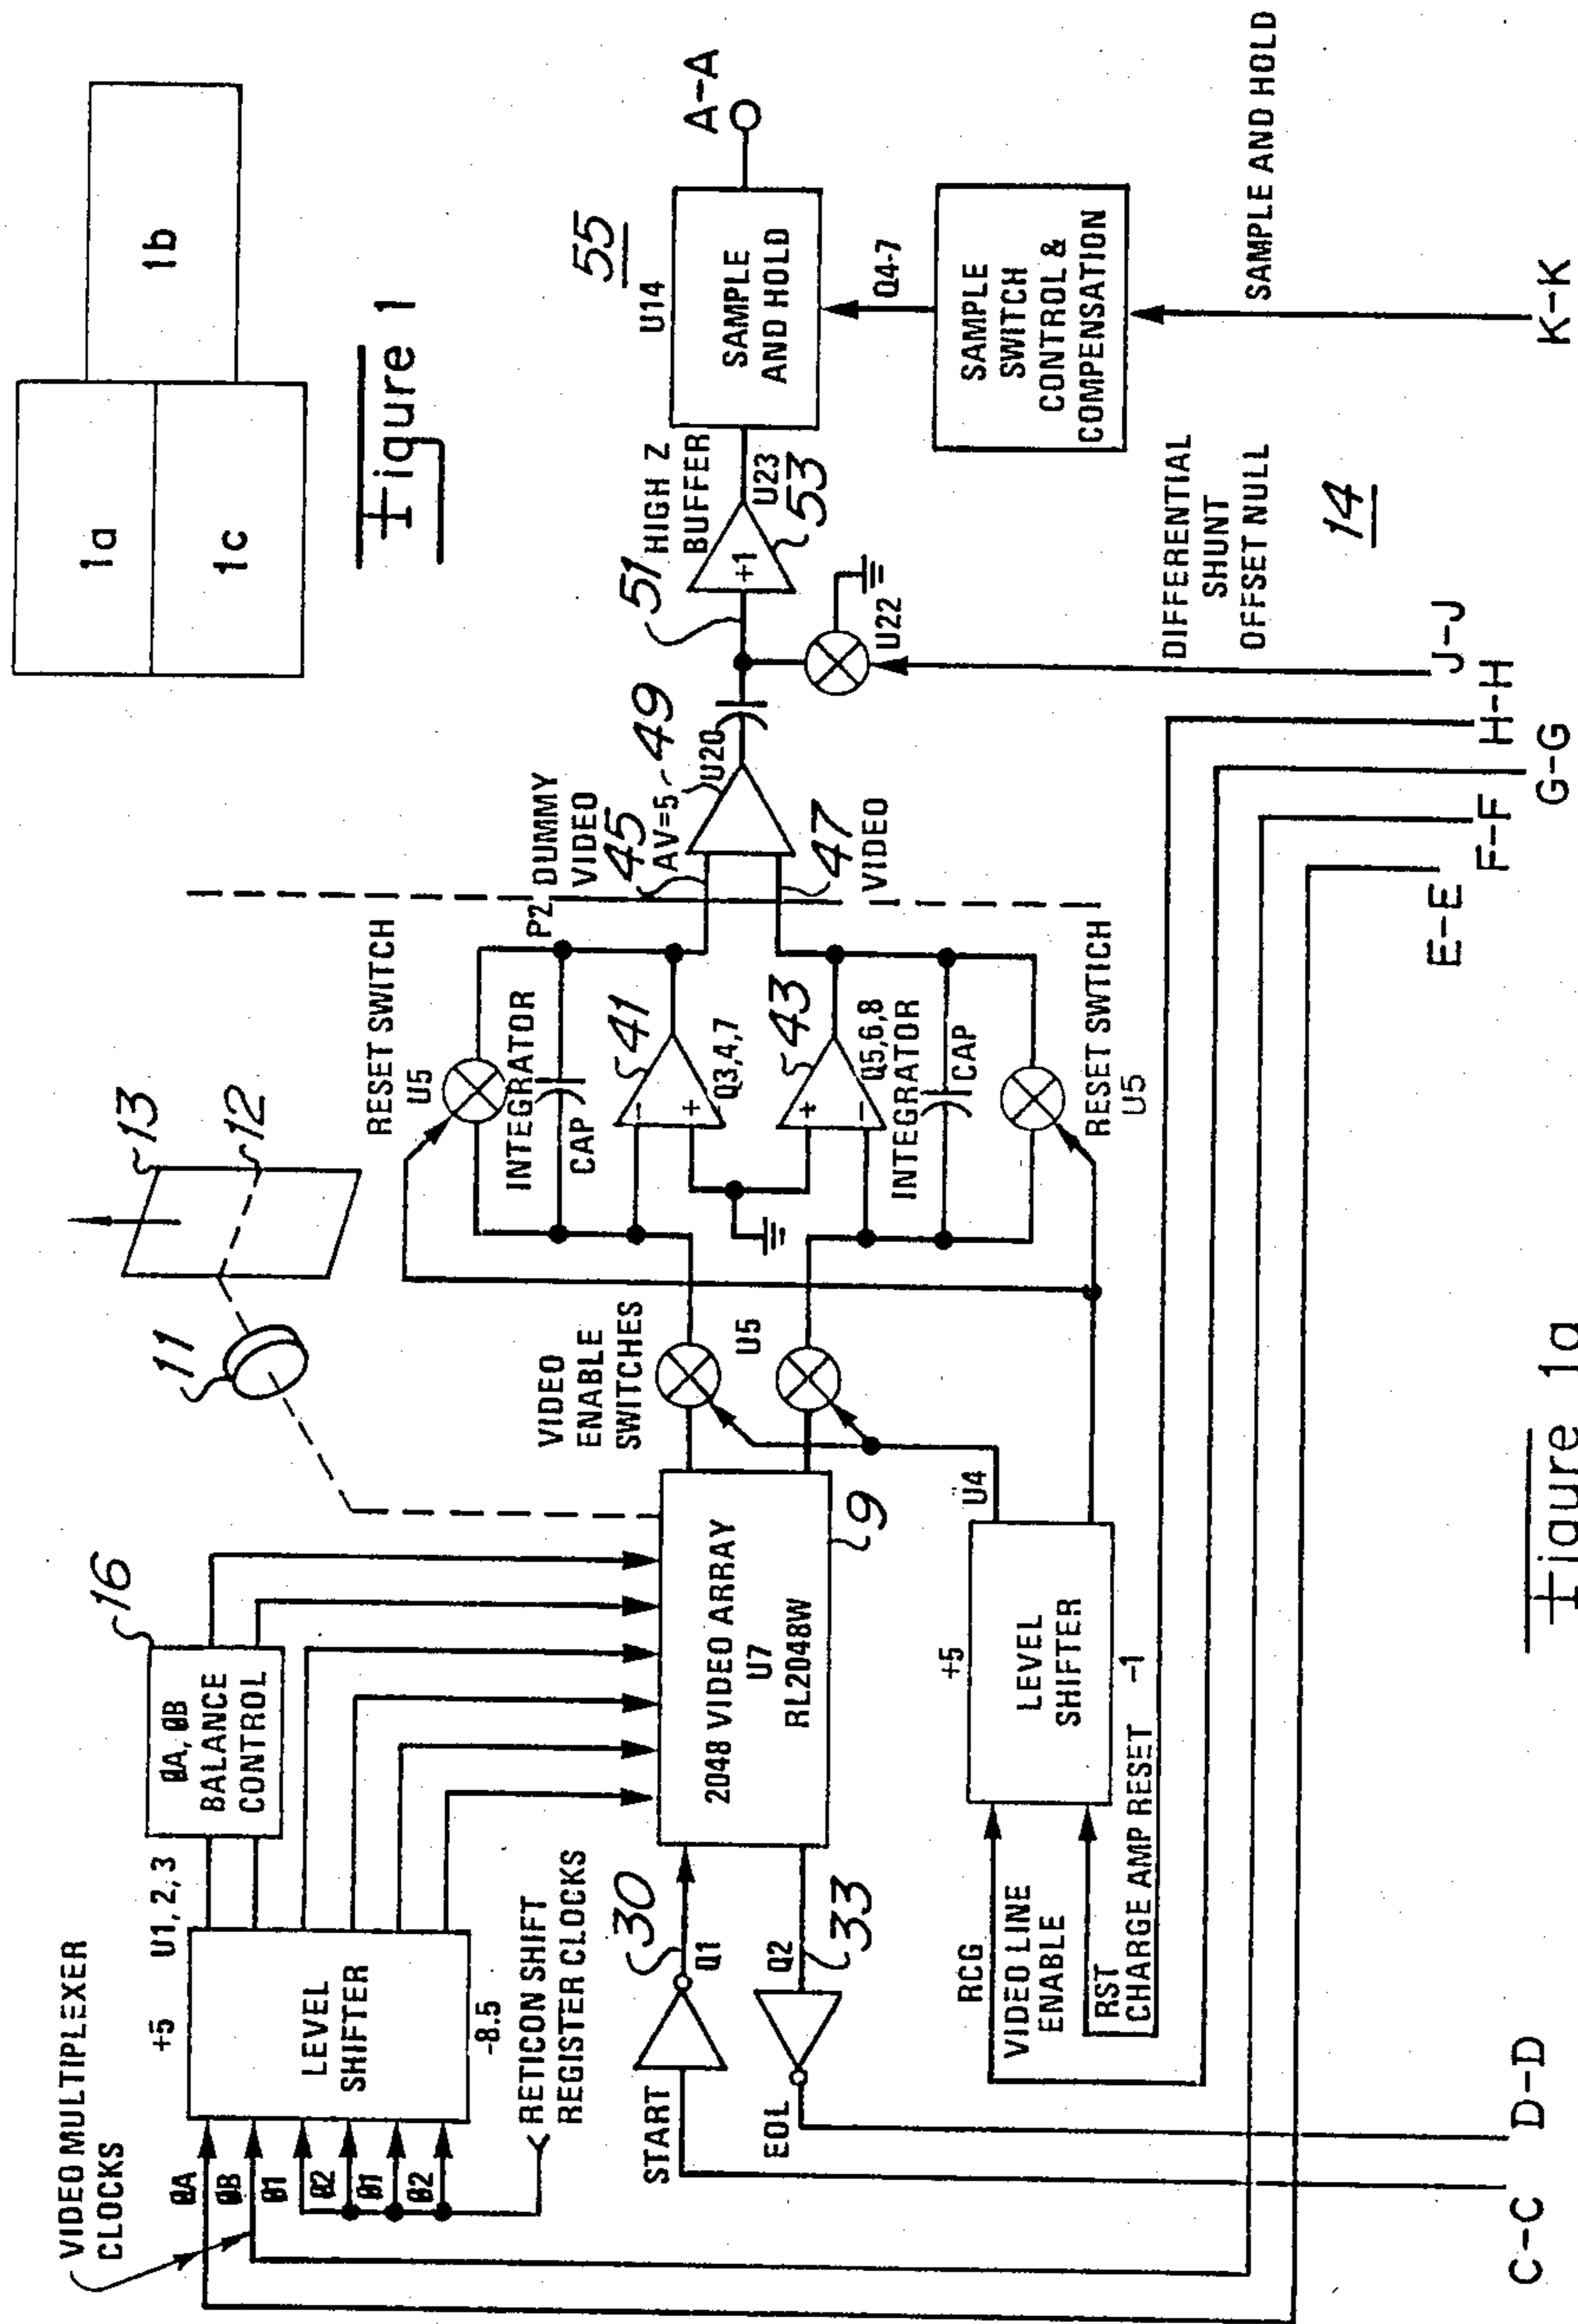 1a
1b
1c
Figure 1
VIDEO MULTIPLEXER
CLOCKS
+5
U1, 2, 3
LEVEL
SHIFTER
-8.5
ØA
ØB
Ø1
Ø2
Ø1
Ø2
RETICON SHIFT
REGISTER CLOCKS
16
ØA, ØB
BALANCE
CONTROL
11
13
12
START
30
Q1
EOL
Q2
33
2048 VIDEO ARRAY
U7
RL2048W
9
VIDEO
ENABLE
SWITCHES
U5
RCG
VIDEO LINE
ENABLE
RST
CHARGE AMP RESET
+5
LEVEL
SHIFTER
-1
U4
RESET SWITCH
U5
INTEGRATOR
CAP
-
+
41
Q3,4,7
+
-
43
Q5,6,8
INTEGRATOR
CAP
RESET SWTICH
U5
P2
DUMMY
VIDEO
45
AV=5
49
U20
47
VIDEO
51
HIGH Z
BUFFER
+1
U23
53
U22
55
U14
SAMPLE
AND HOLD
A-A
Q4-7
SAMPLE
SWITCH
CONTROL &
COMPENSATION
DIFFERENTIAL
SHUNT
OFFSET NULL
14
SAMPLE AND HOLD
C-C
D-D
E-E
F-F
G-G
H-H
J-J
K-K
Figure 1a